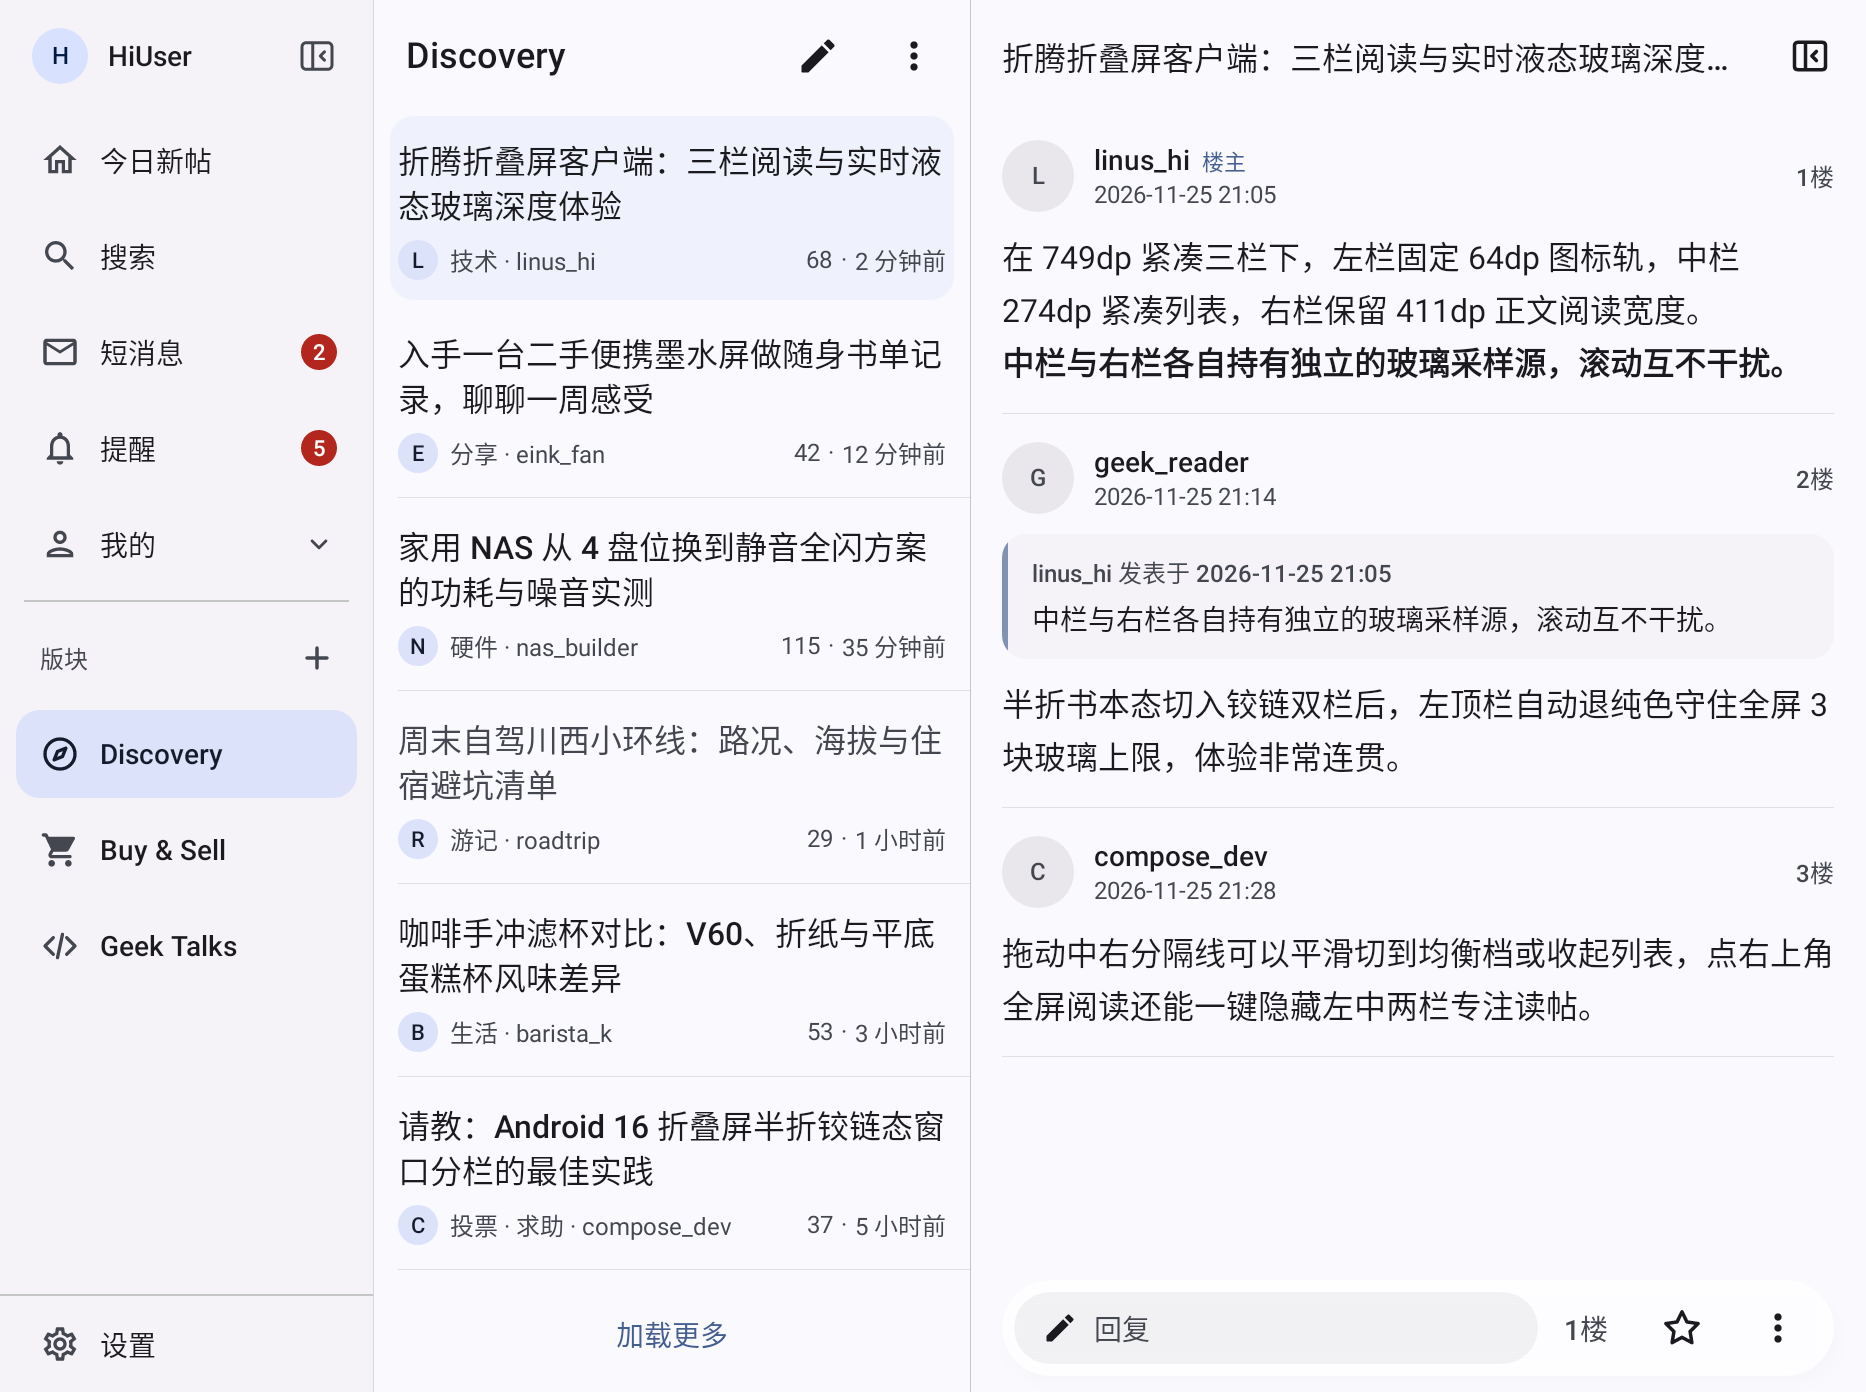 H
HiUser
今日新帖
搜索
短消息
2
提醒
5
我的
版块
Discovery
Buy & Sell
Geek Talks
设置
Discovery
折腾折叠屏客户端：三栏阅读与实时液
态玻璃深度体验
L
技术 · linus_hi
68 · 2 分钟前
入手一台二手便携墨水屏做随身书单记
录，聊聊一周感受
E
分享 · eink_fan
42 · 12 分钟前
家用 NAS 从 4 盘位换到静音全闪方案
的功耗与噪音实测
N
硬件 · nas_builder
115 · 35 分钟前
周末自驾川西小环线：路况、海拔与住
宿避坑清单
R
游记 · roadtrip
29 · 1 小时前
咖啡手冲滤杯对比：V60、折纸与平底
蛋糕杯风味差异
B
生活 · barista_k
53 · 3 小时前
请教：Android 16 折叠屏半折铰链态窗
口分栏的最佳实践
C
投票 · 求助 · compose_dev
37 · 5 小时前
加载更多
折腾折叠屏客户端：三栏阅读与实时液态玻璃深度…
L
linus_hi 楼主
2026-11-25 21:05
1楼
在 749dp 紧凑三栏下，左栏固定 64dp 图标轨，中栏
274dp 紧凑列表，右栏保留 411dp 正文阅读宽度。
中栏与右栏各自持有独立的玻璃采样源，滚动互不干扰。
G
geek_reader
2026-11-25 21:14
2楼
linus_hi 发表于 2026-11-25 21:05
中栏与右栏各自持有独立的玻璃采样源，滚动互不干扰。
半折书本态切入铰链双栏后，左顶栏自动退纯色守住全屏 3
块玻璃上限，体验非常连贯。
C
compose_dev
2026-11-25 21:28
3楼
拖动中右分隔线可以平滑切到均衡档或收起列表，点右上角
全屏阅读还能一键隐藏左中两栏专注读帖。
回复
1楼